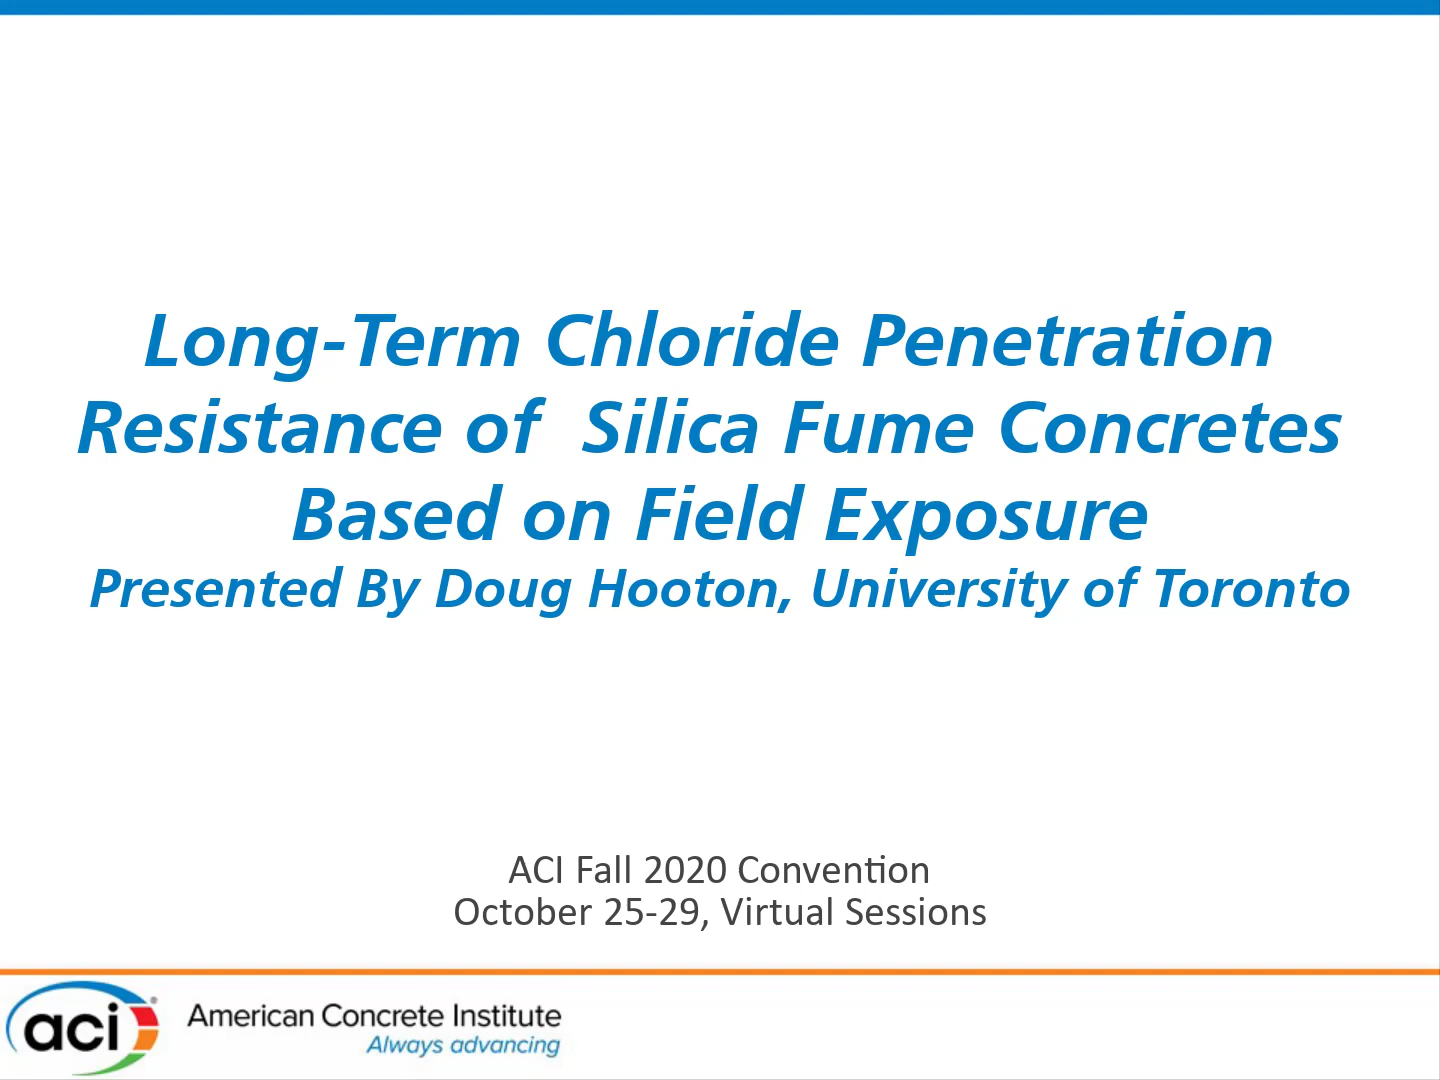 Long-Term Chloride Penetration
Resistance of  Silica Fume Concretes
Based on Field Exposure
Presented By Doug Hooton, University of Toronto
ACI Fall 2020 Convention
October 25-29, Virtual Sessions
aci®
American Concrete Institute
Always advancing